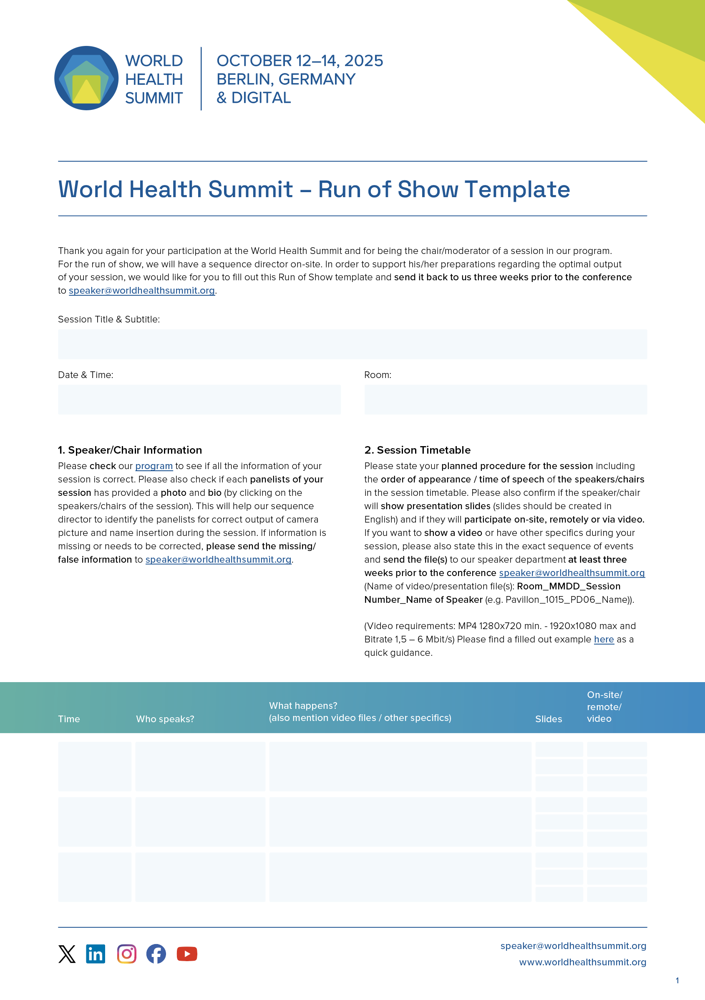 WORLD
HEALTH
SUMMIT
OCTOBER 12–14, 2025
BERLIN, GERMANY
& DIGITAL
World Health Summit – Run of Show Template
Thank you again for your participation at the World Health Summit and for being the chair/moderator of a session in our program.
For the run of show, we will have a sequence director on-site. In order to support his/her preparations regarding the optimal output
of your session, we would like for you to fill out this Run of Show template and send it back to us three weeks prior to the conference
to speaker@worldhealthsummit.org.
Session Title & Subtitle:
Date & Time:
Room:
1. Speaker/Chair Information
Please check our program to see if all the information of your
session is correct. Please also check if each panelists of your
session has provided a photo and bio (by clicking on the
speakers/chairs of the session). This will help our sequence
director to identify the panelists for correct output of camera
picture and name insertion during the session. If information is
missing or needs to be corrected, please send the missing/
false information to speaker@worldhealthsummit.org.
2. Session Timetable
Please state your planned procedure for the session including
the order of appearance / time of speech of the speakers/chairs
in the session timetable. Please also confirm if the speaker/chair
will show presentation slides (slides should be created in
English) and if they will participate on-site, remotely or via video.
If you want to show a video or have other specifics during your
session, please also state this in the exact sequence of events
and send the file(s) to our speaker department at least three
weeks prior to the conference speaker@worldhealthsummit.org
(Name of video/presentation file(s): Room_MMDD_Session
Number_Name of Speaker (e.g. Pavillon_1015_PD06_Name)).
(Video requirements: MP4 1280x720 min. - 1920x1080 max and
Bitrate 1,5 – 6 Mbit/s) Please find a filled out example here as a
quick guidance.
Time
Who speaks?
What happens?
(also mention video files / other specifics)
Slides
On-site/
remote/
video
speaker@worldhealthsummit.org
www.worldhealthsummit.org
1